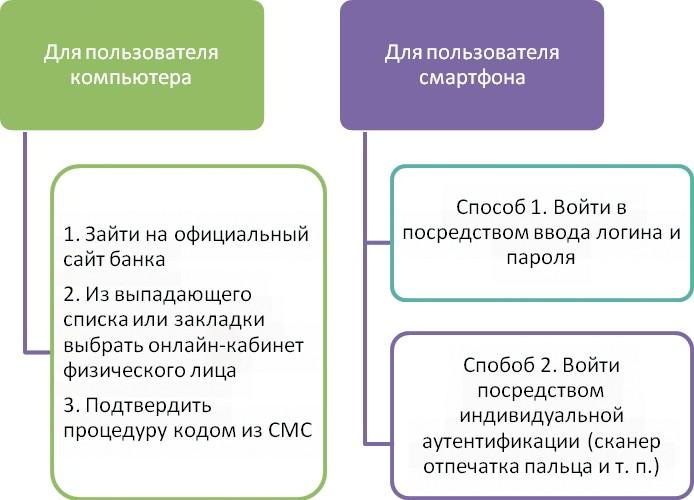 Для пользователя
компьютера
1. Зайти на официальный
сайт банка
2. Из выпадающего
списка или закладки
выбрать онлайн-кабинет
физического лица
3. Подтвердить
процедуру кодом из СМС
Для пользователя
смартфона
Способ 1. Войти в
посредством ввода логина и
пароля
Спобоб 2. Войти
посредством
индивидуальной
аутентификации (сканер
отпечатка пальца и т. п.)